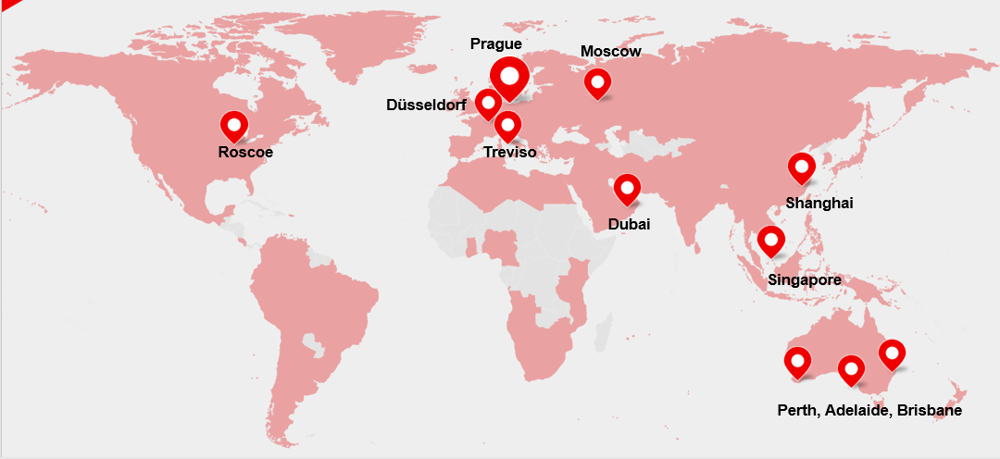 Prague
Moscow
Düsseldorf
Roscoe
Treviso
Shanghai
Dubai
Singapore
Perth, Adelaide, Brisbane